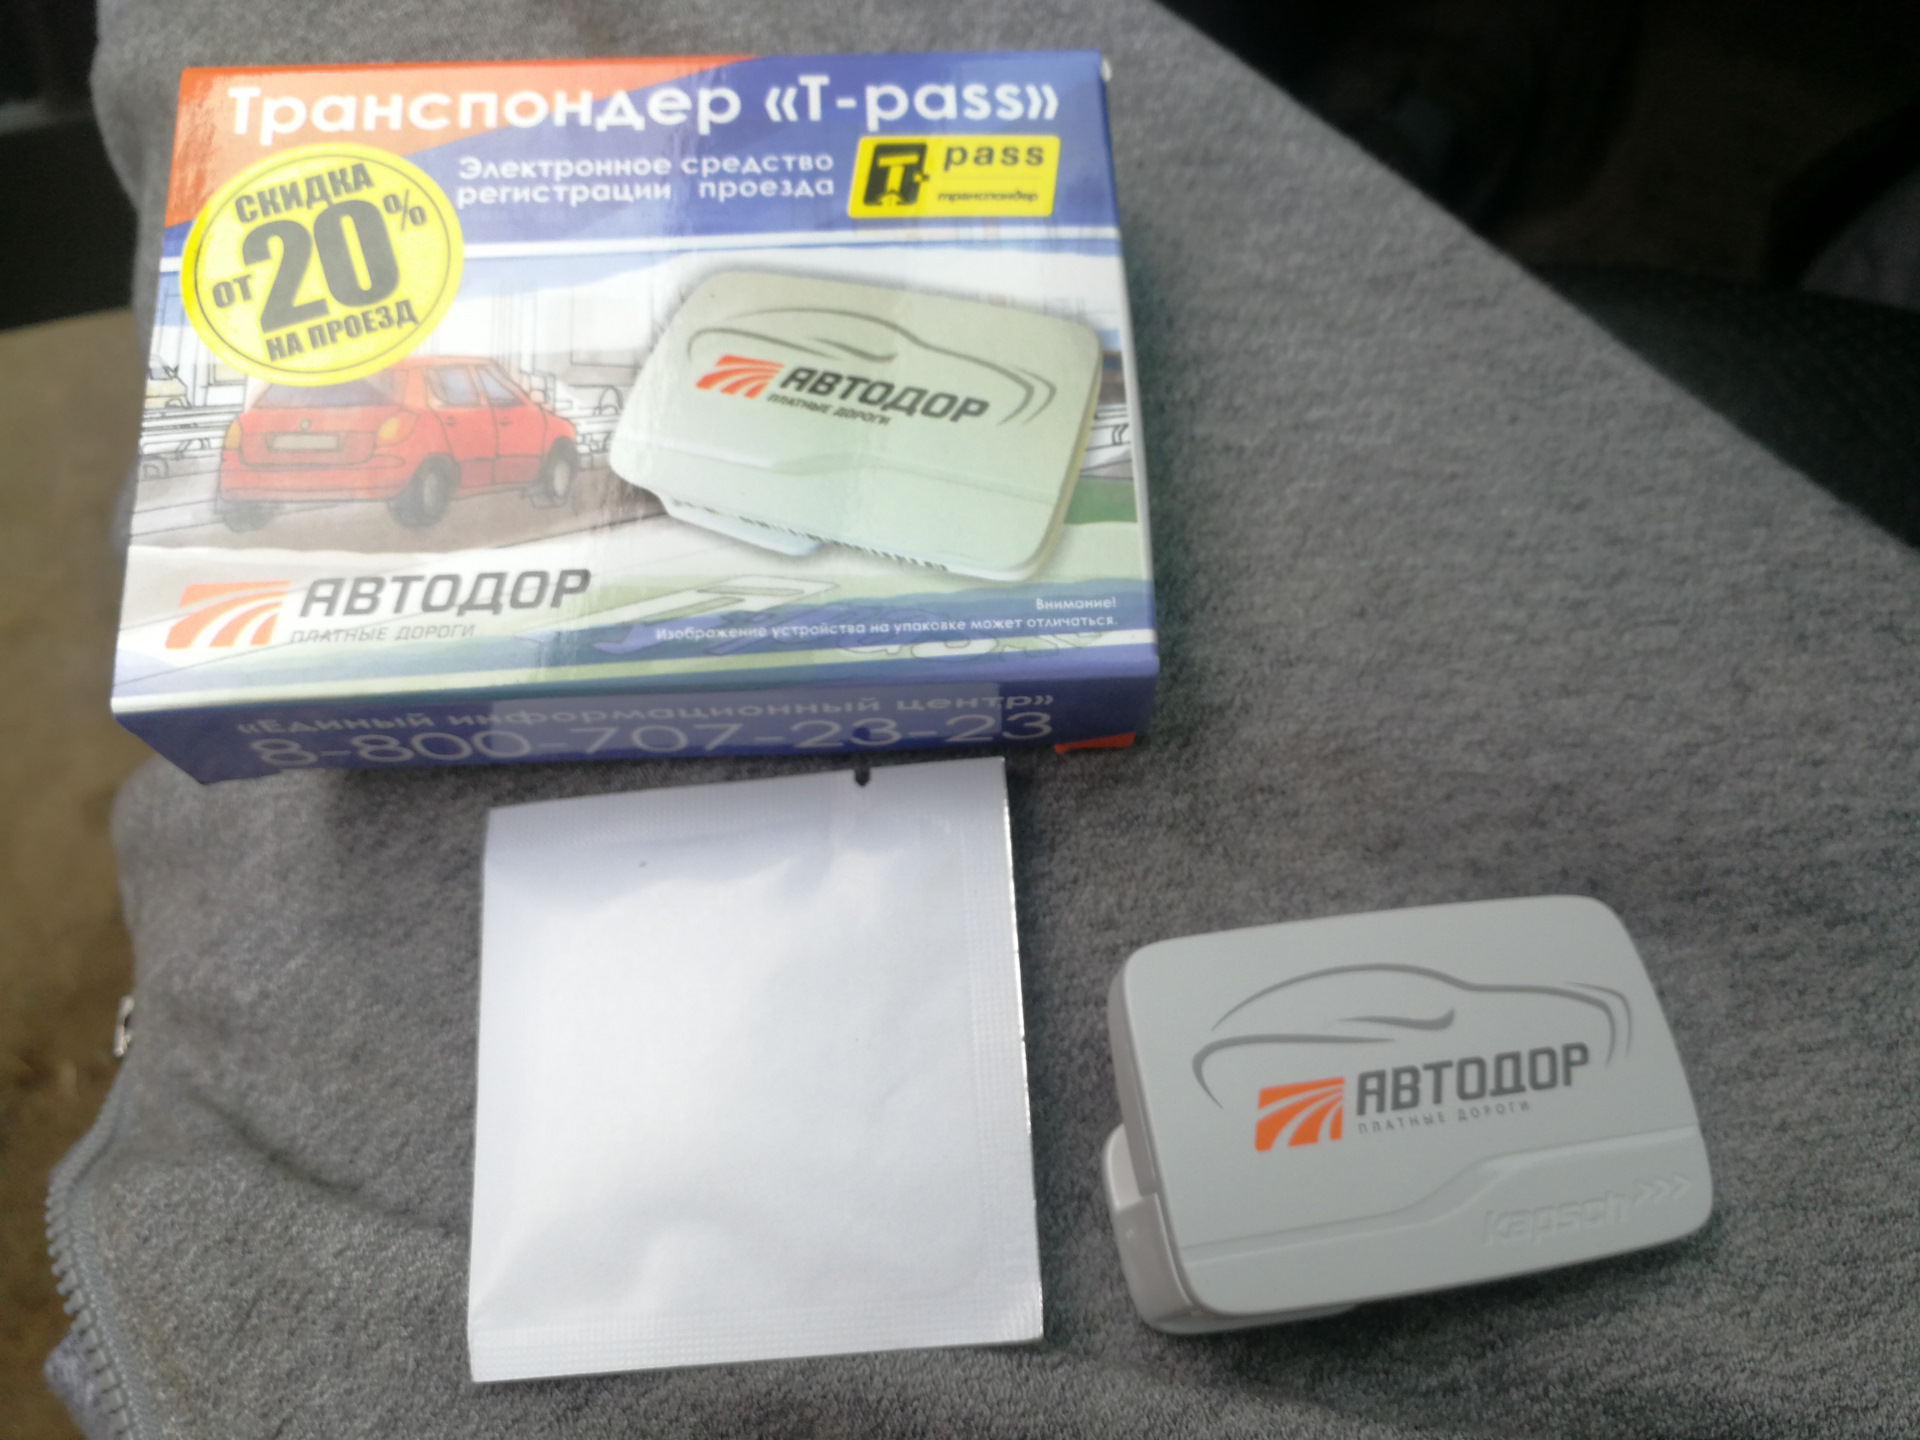 Транспондер «T-pass»
Электронное средство
регистрации проезда
T pass
транспондер
СКИДКА
ОТ 20%
НА ПРОЕЗД
АВТОДОР
ПЛАТНЫЕ ДОРОГИ
АВТОДОР
ПЛАТНЫЕ ДОРОГИ
Внимание!
Изображение устройства на упаковке может отличаться.
«Единый информационный центр»
8-800-707-23-23
АВТОДОР
ПЛАТНЫЕ ДОРОГИ
kapsch >>>